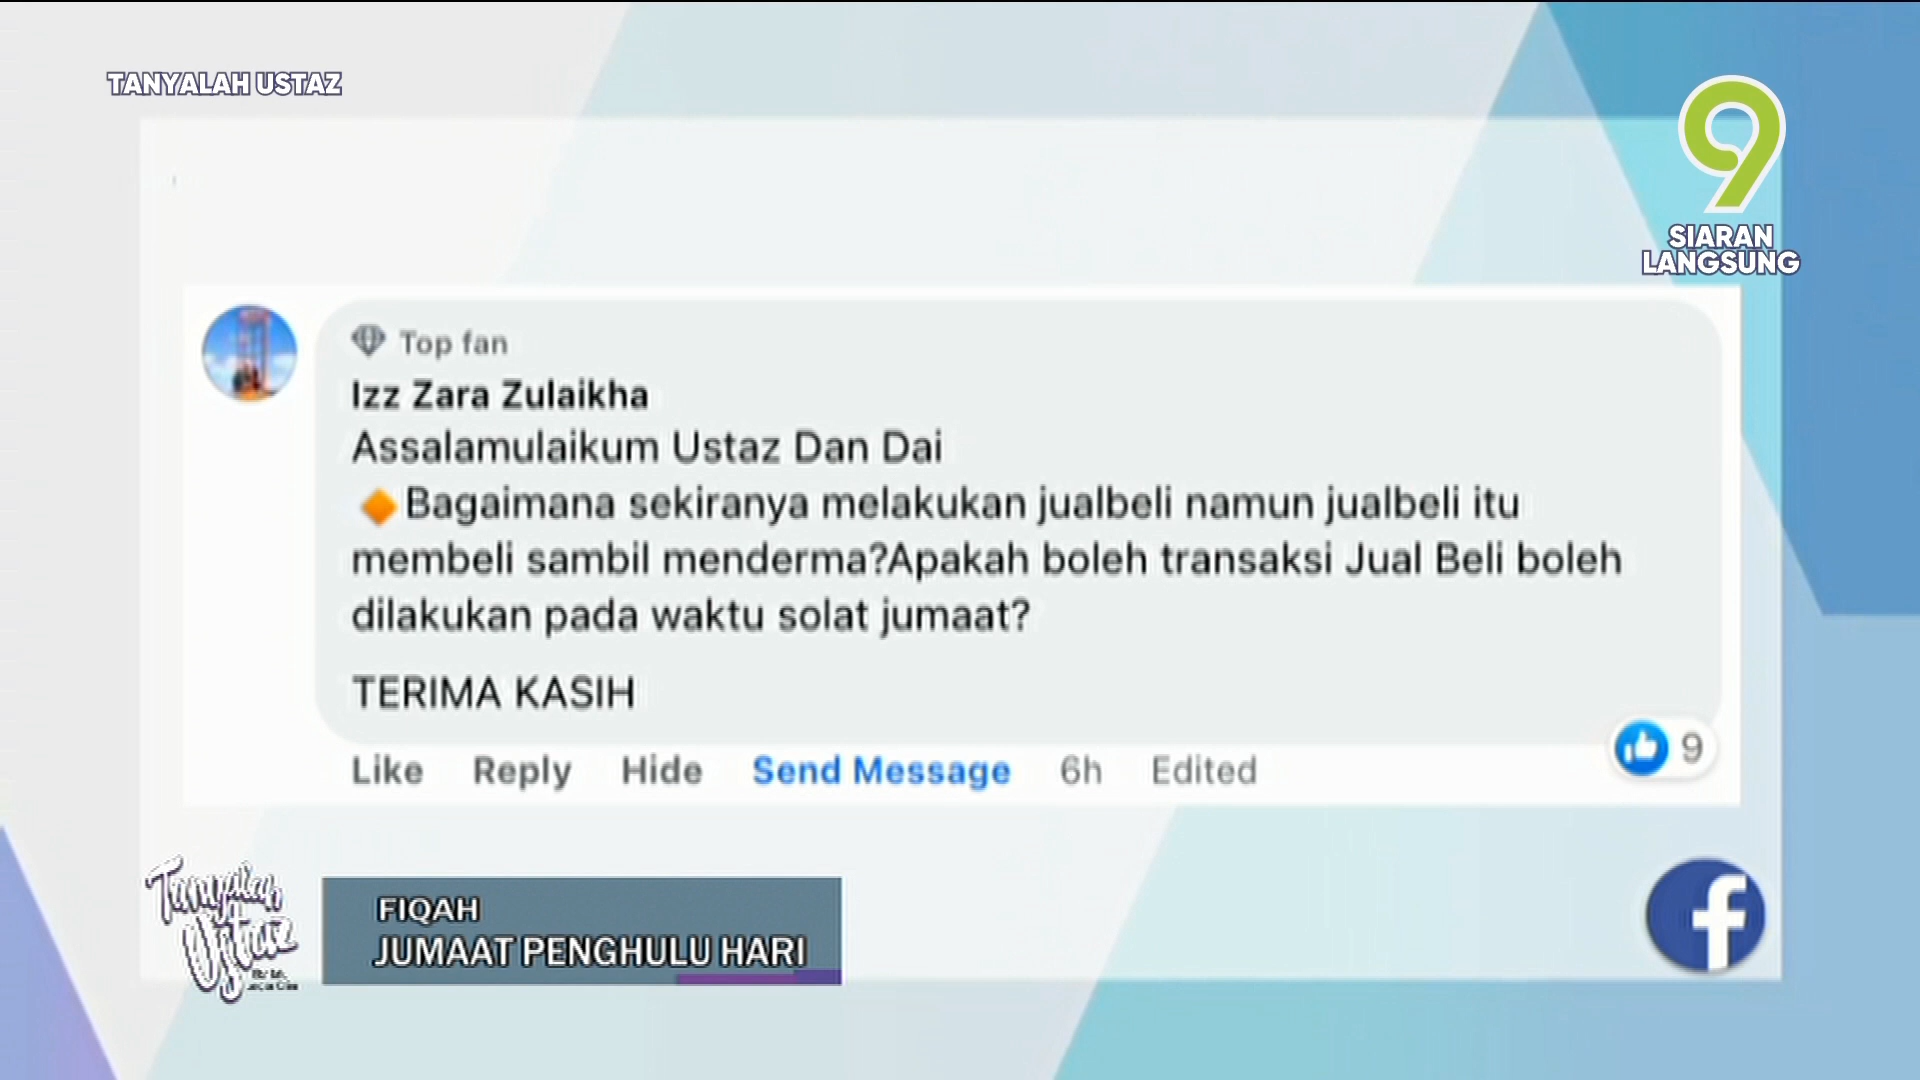 TANYALAH USTAZ
9
SIARAN
LANGSUNG
Top fan
Izz Zara Zulaikha
Assalamulaikum Ustaz Dan Dai
🔶Bagaimana sekiranya melakukan jualbeli namun jualbeli itu
membeli sambil menderma?Apakah boleh transaksi Jual Beli boleh
dilakukan pada waktu solat jumaat?
TERIMA KASIH
9
Like Reply Hide Send Message 6h Edited
Tanyalah
Ustaz
FIQAH
JUMAAT PENGHULU HARI
f